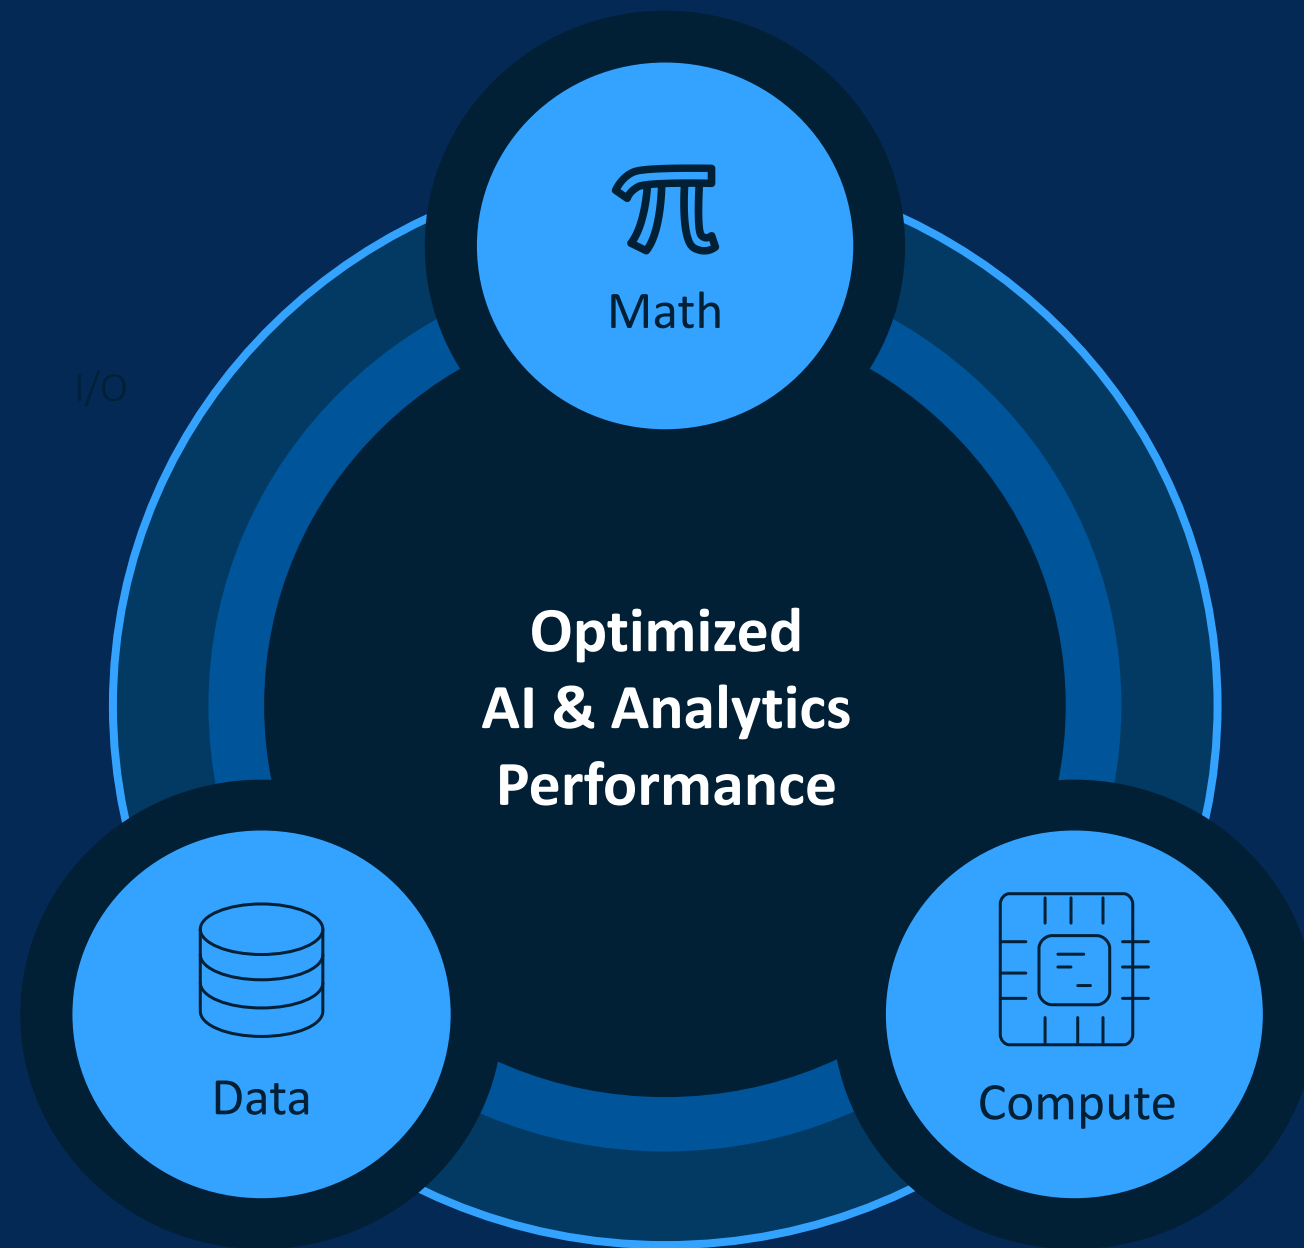 Math
I/O
Optimized
AI & Analytics
Performance
Data
Compute